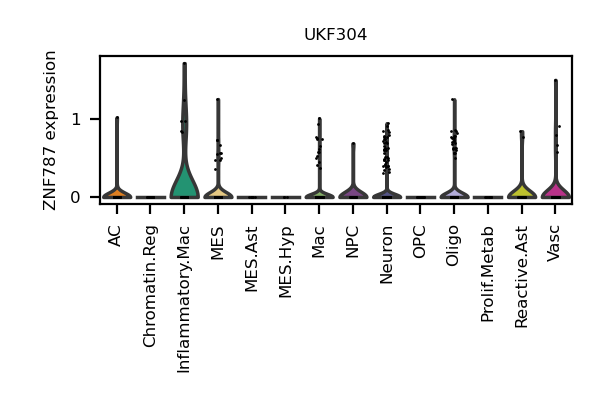 UKF304
ZNF787 expression
1
0
AC
Chromatin.Reg
Inflammatory.Mac
MES
MES.Ast
MES.Hyp
Mac
NPC
Neuron
OPC
Oligo
Prolif.Metab
Reactive.Ast
Vasc